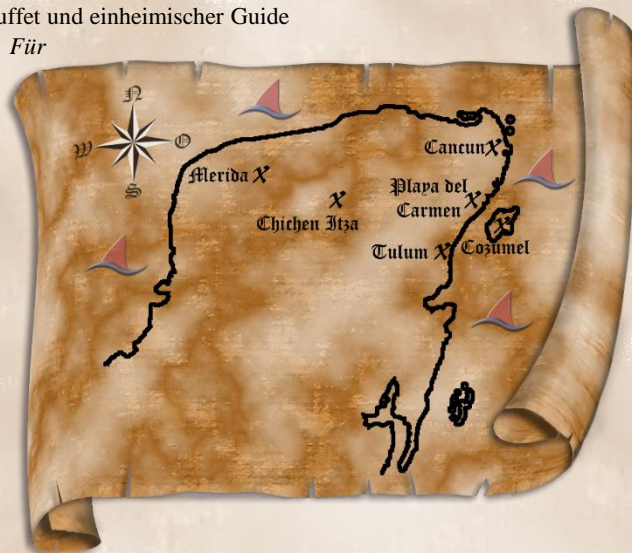 uffet und einheimischer Guide
Für
N
W
O
S
Cancun
Merida
Playa del
Carmen
Chichen Itza
Tulum
Cozumel